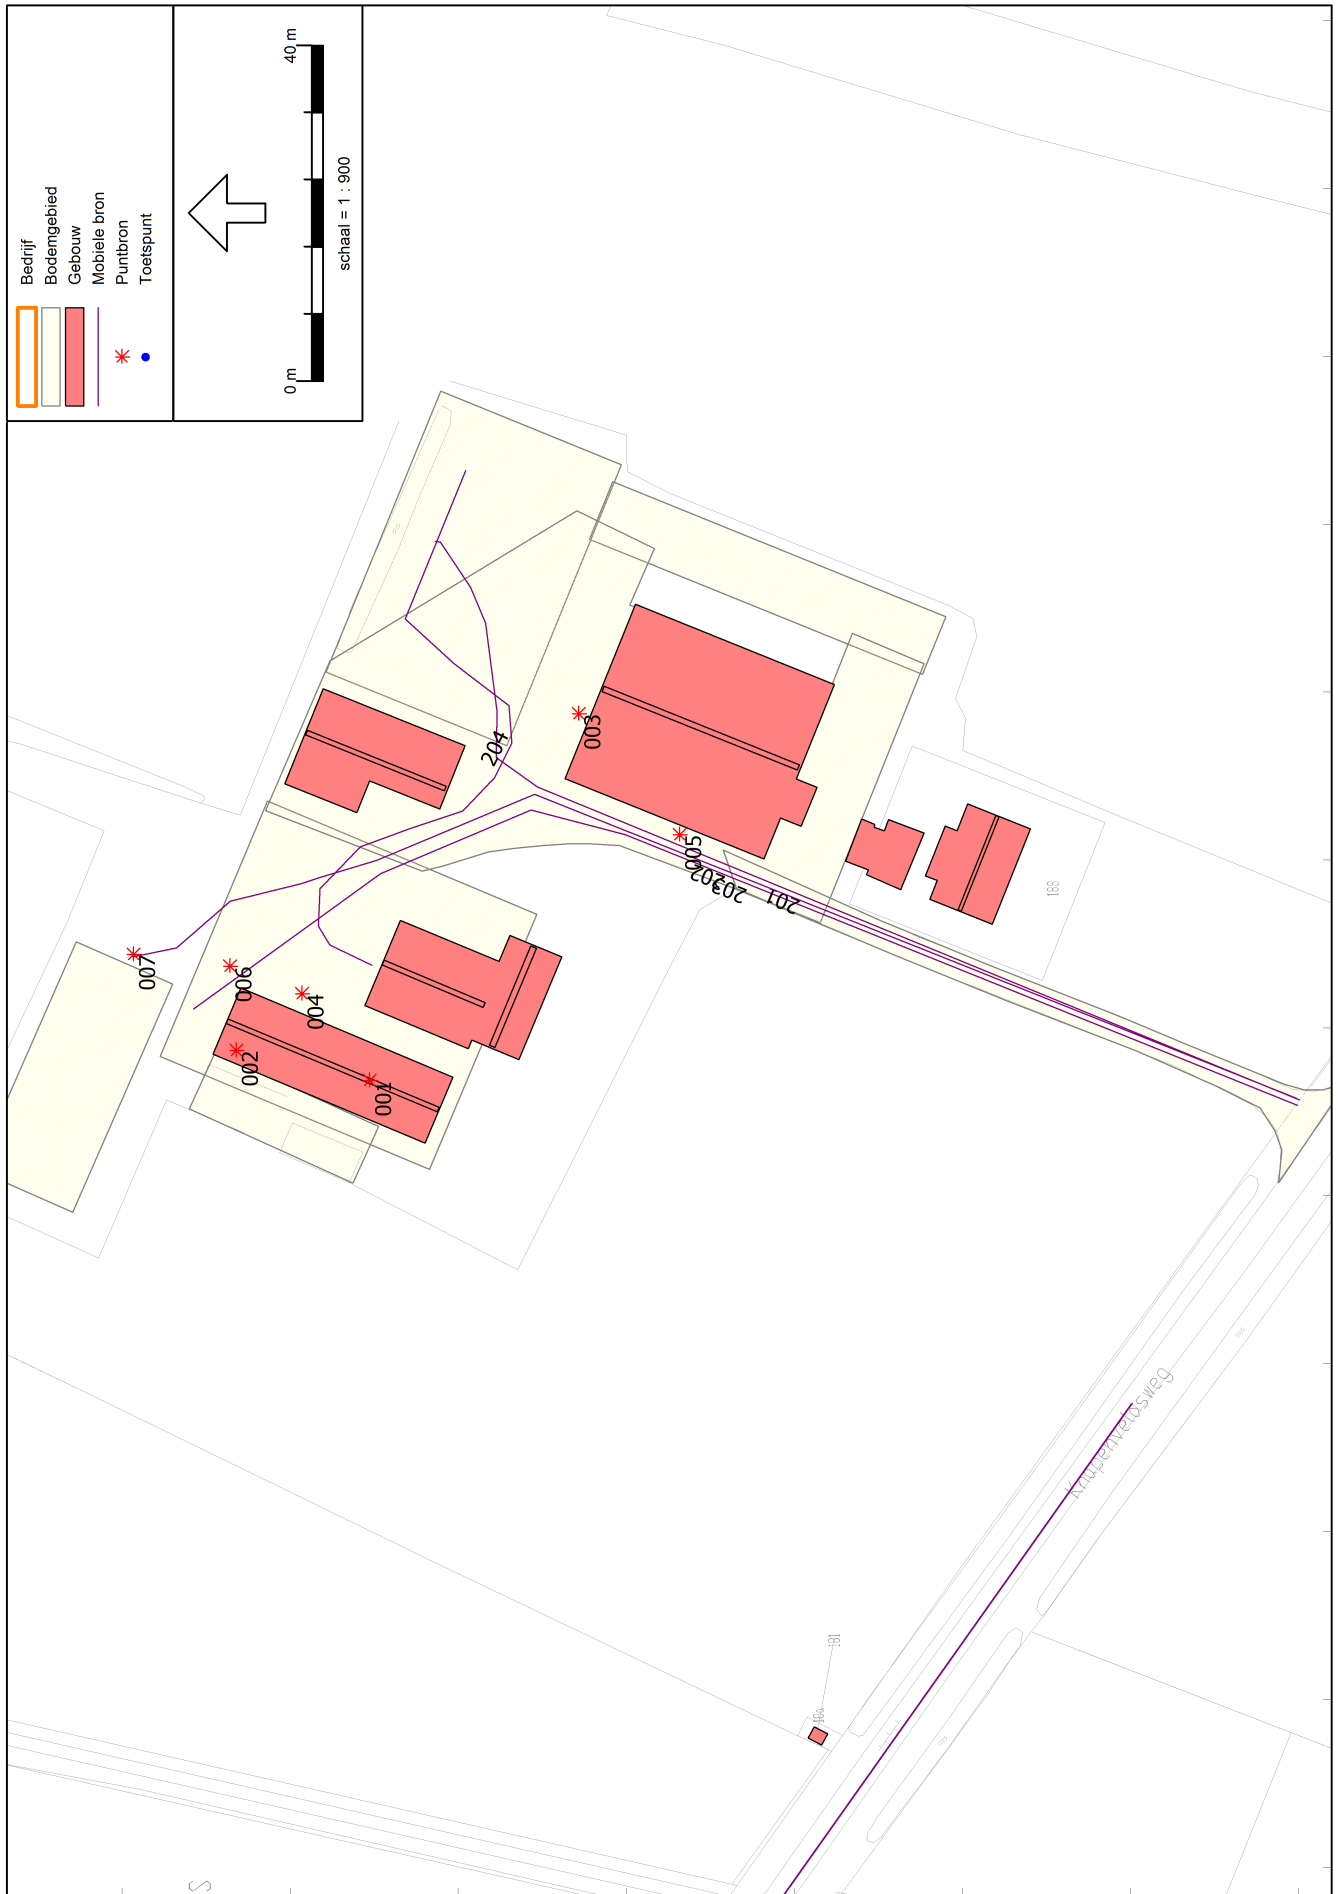 Bedrijf
Bodemgebied
Gebouw
Mobiele bron
Puntbron
Toetspunt
0 m
40 m
schaal = 1 : 900
204
003
005
202
203
201
188
007
006
004
002
001
Knapenveldsweg
181
18a
S